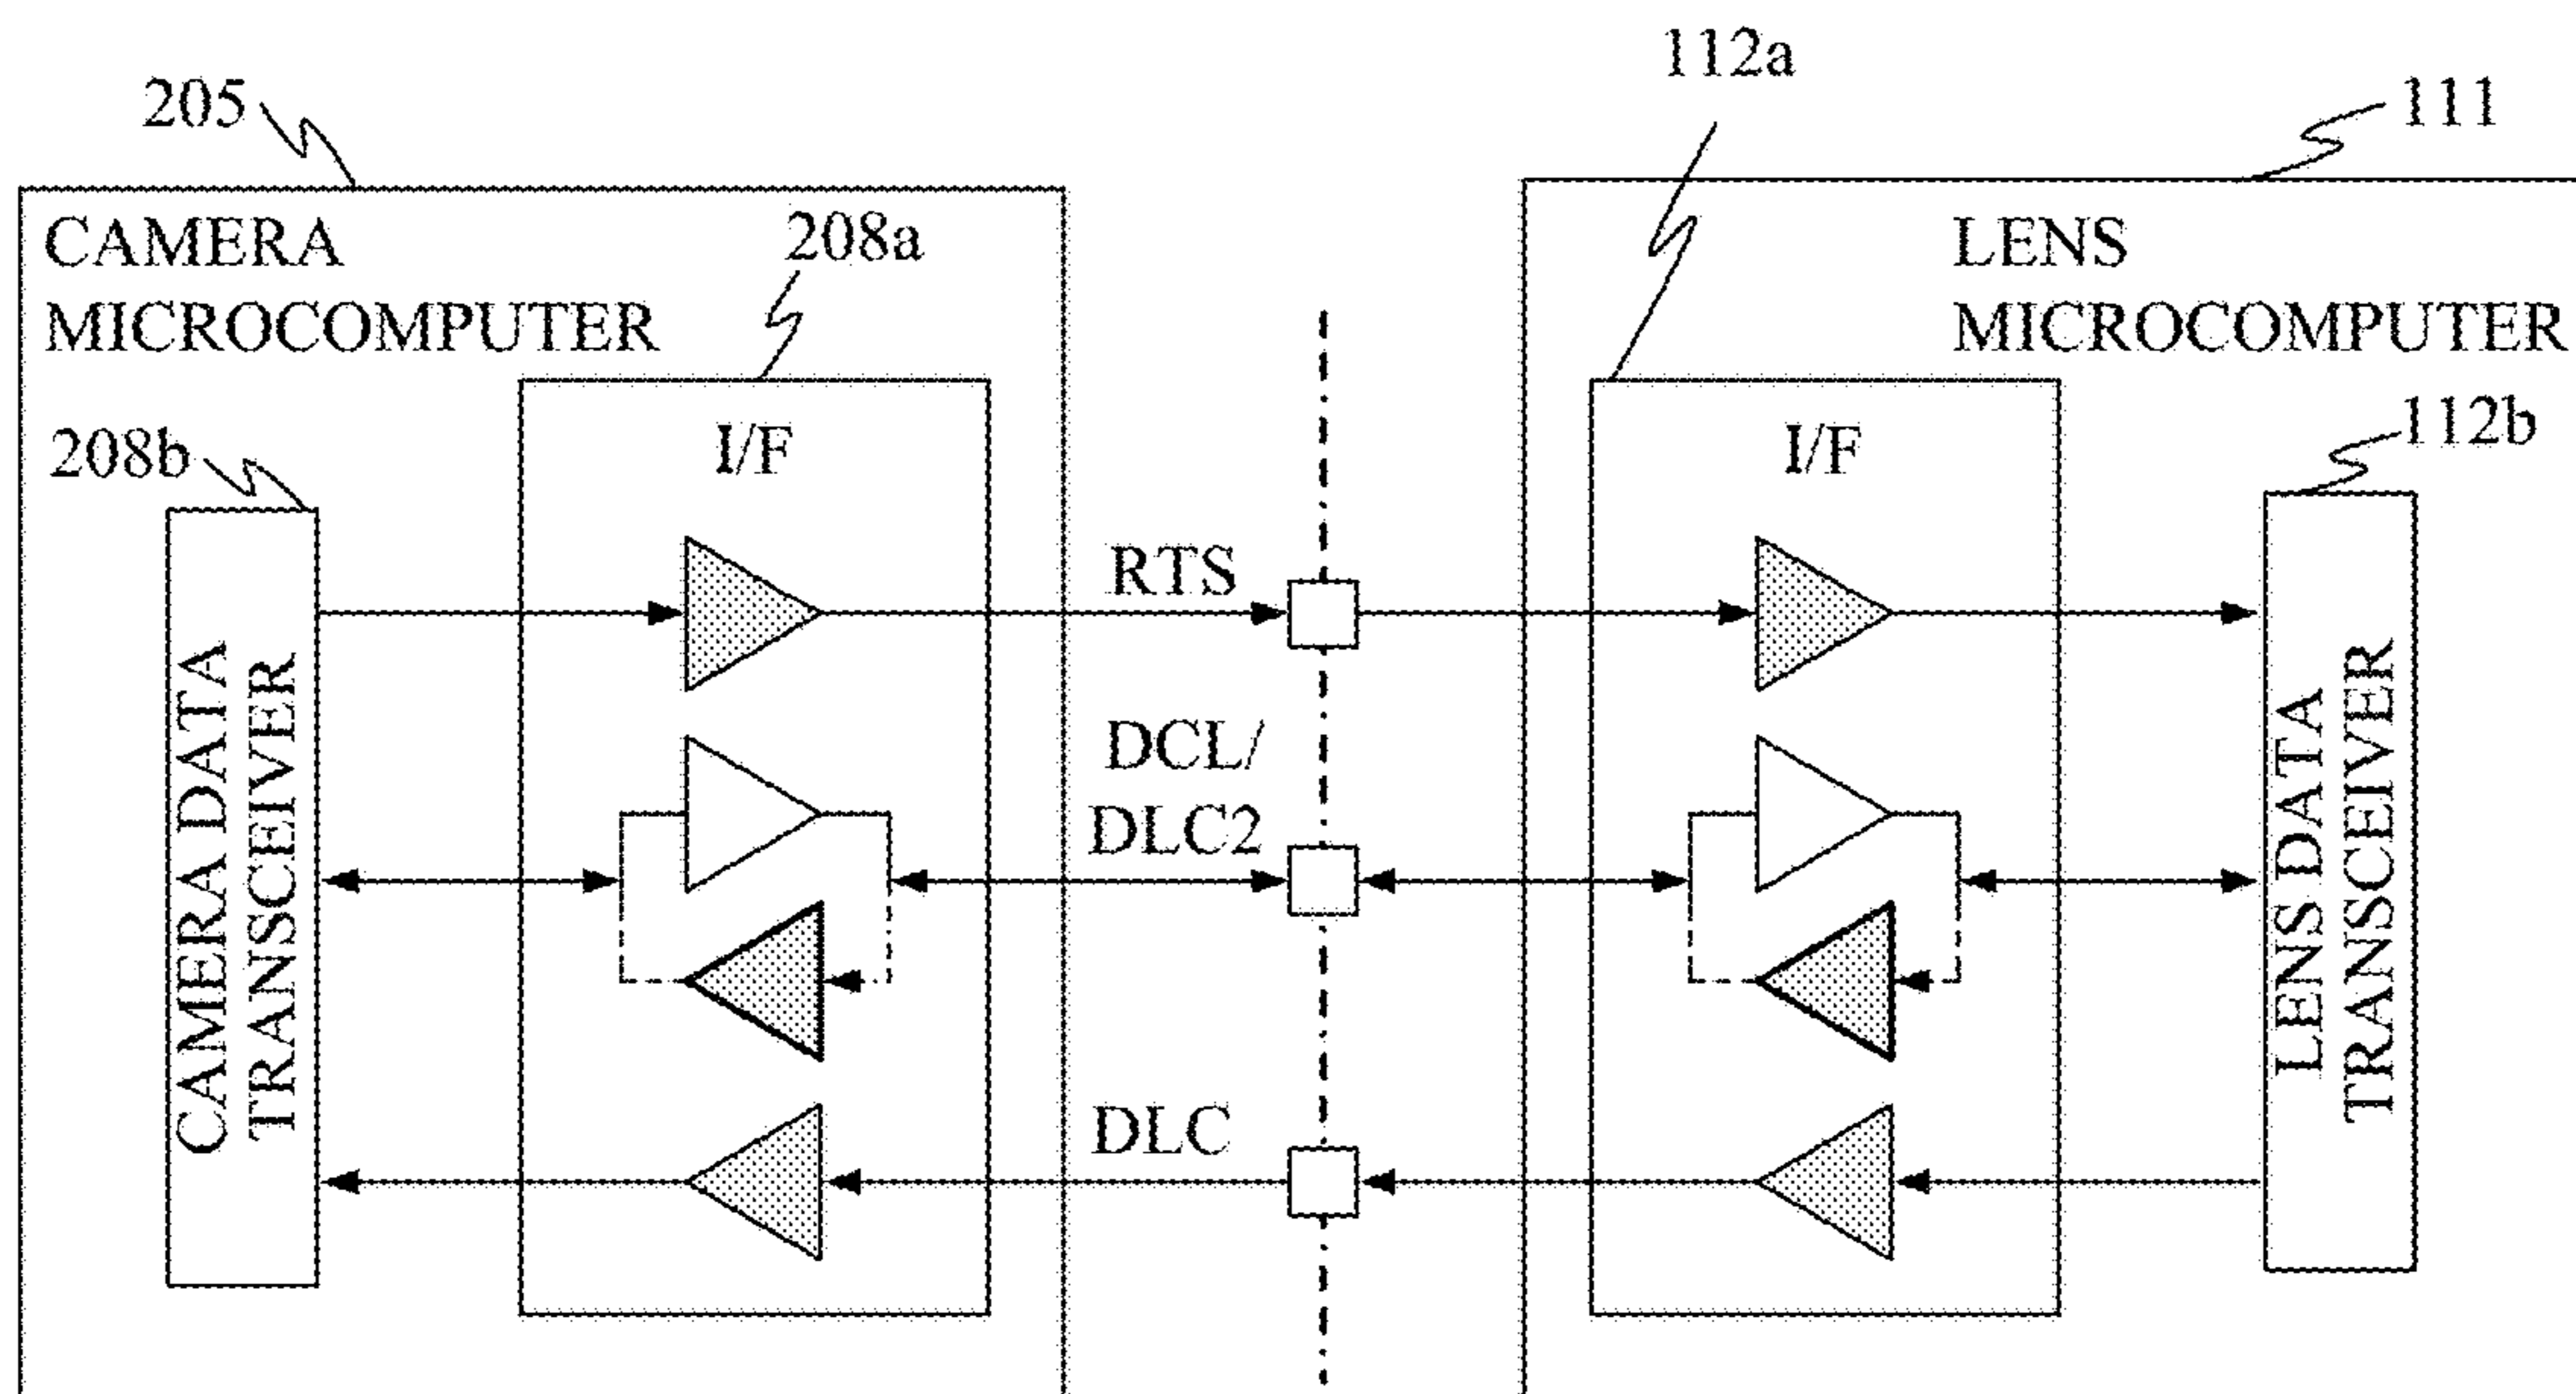 112a
205
111
CAMERA
MICROCOMPUTER
208a
LENS
MICROCOMPUTER
208b
I/F
I/F
112b
RTS
DCL/
DLC2
DLC
CAMERA DATA
TRANSCEIVER
LENS DATA
TRANSCEIVER